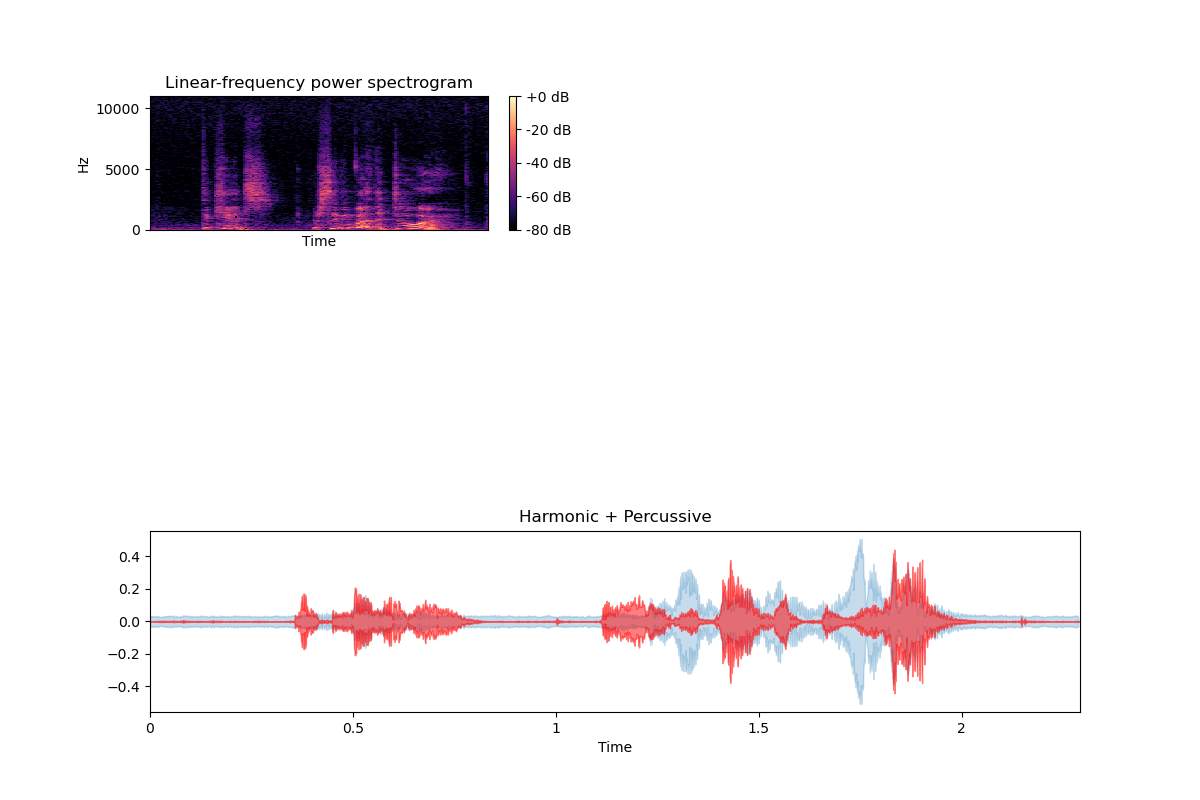 Linear-frequency power spectrogram
10000
5000
0
Hz
Time
+0 dB
-20 dB
-40 dB
-60 dB
-80 dB
Harmonic + Percussive
0.4
0.2
0.0
−0.2
−0.4
0 0.5 1 1.5 2
Time